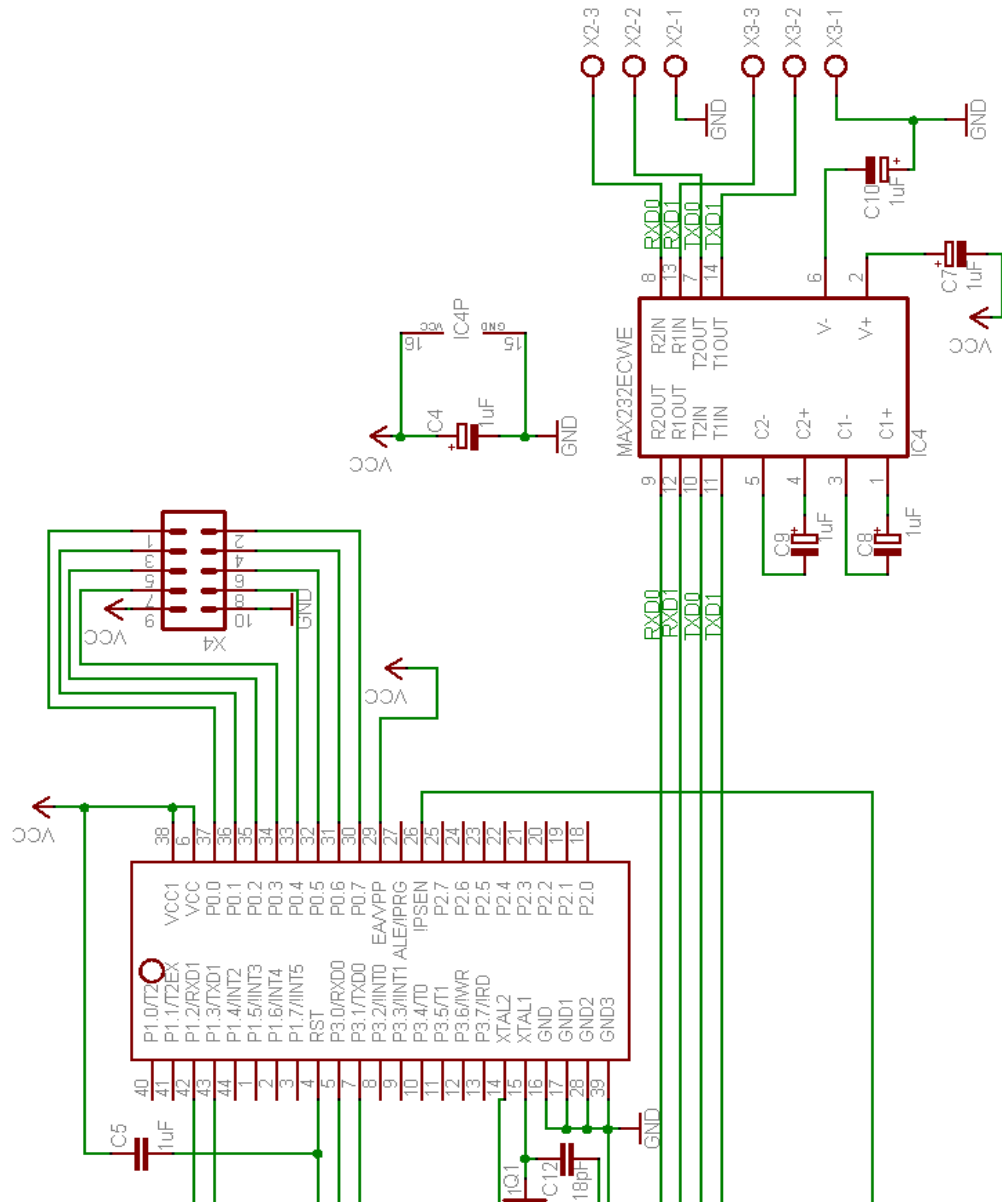 X2-3
X2-2
X2-1
X3-3
X3-2
X3-1
GND
GND
C10
1uF
+
RXD0
RXD1
TXD0
TXD1
8
13
7
14
6
2
C7
1uF
+
VCC
MAX232ECWE
R2IN
R1IN
T2OUT
T1OUT
V-
V+
R2OUT
R1OUT
T2IN
T1IN
C2-
C2+
C1-
C1+
IC4
9
12
10
11
5
4
3
1
C9
1uF
+
C8
1uF
+
RXD0
RXD1
TXD0
TXD1
IC4P
VCC
GND
16
15
C4
1uF
+
VCC
GND
1
3
5
7
9
2
4
6
8
10
X4
VCC
GND
VCC
VCC
38
6
37
36
35
34
33
32
31
30
29
27
26
25
24
23
22
21
20
19
18
VCC1
VCC
P0.0
P0.1
P0.2
P0.3
P0.4
P0.5
P0.6
P0.7
EA/VPP
ALE/!PRG
!PSEN
P2.7
P2.6
P2.5
P2.4
P2.3
P2.2
P2.1
P2.0
P1.0/T2
P1.1/T2EX
P1.2/RXD1
P1.3/TXD1
P1.4/INT2
P1.5/!INT3
P1.6/INT4
P1.7/!INT5
RST
P3.0/RXD0
P3.1/TXD0
P3.2/!INT0
P3.3/!INT1
P3.4/T0
P3.5/T1
P3.6/!WR
P3.7/!RD
XTAL2
XTAL1
GND
GND1
GND2
GND3
40
41
42
43
44
1
2
3
4
5
7
8
9
10
11
12
13
14
15
16
17
28
39
C5
1uF
GND
1Q1
C12
18pF